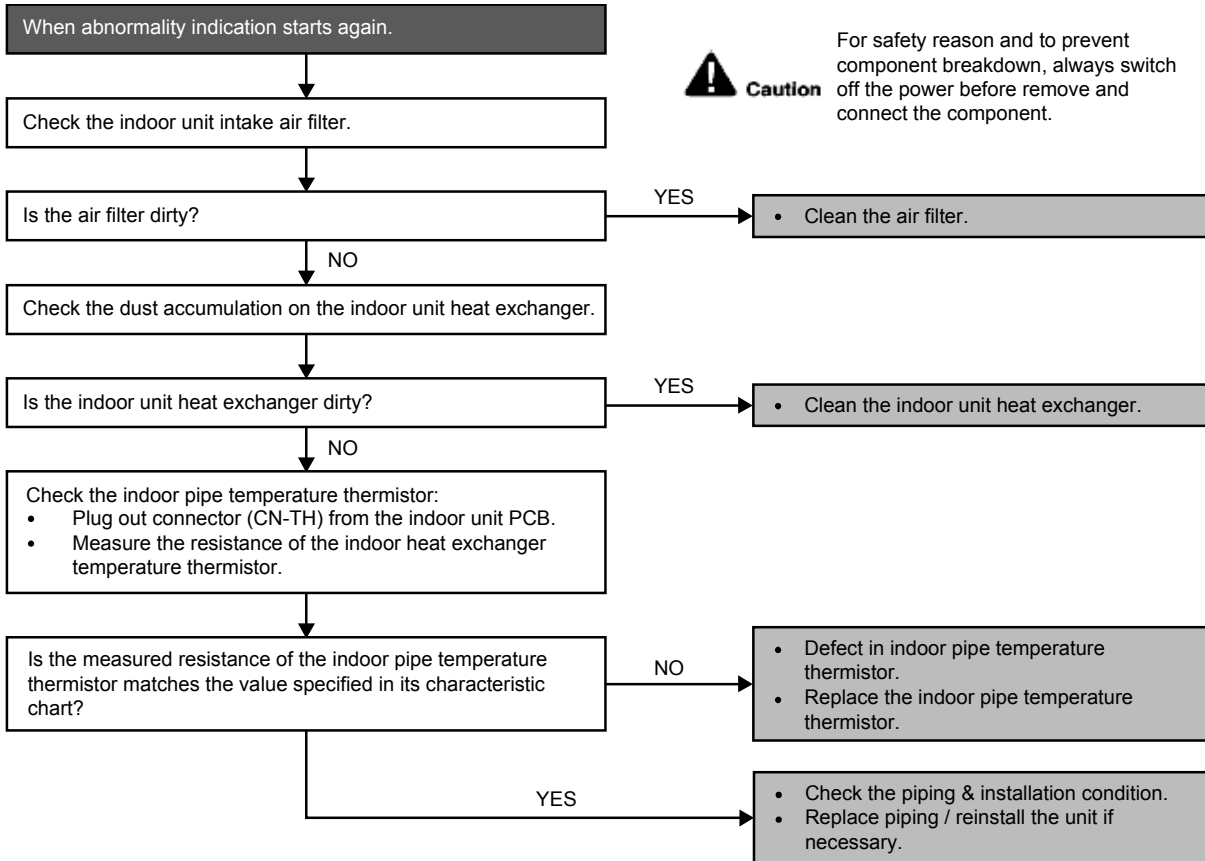 When abnormality indication starts again.
For safety reason and to prevent
component breakdown, always switch
off the power before remove and
connect the component.
Caution
Check the indoor unit intake air filter.
Is the air filter dirty?
YES
• Clean the air filter.
NO
Check the dust accumulation on the indoor unit heat exchanger.
Is the indoor unit heat exchanger dirty?
YES
• Clean the indoor unit heat exchanger.
NO
Check the indoor pipe temperature thermistor:
• Plug out connector (CN-TH) from the indoor unit PCB.
• Measure the resistance of the indoor heat exchanger
temperature thermistor.
Is the measured resistance of the indoor pipe temperature
thermistor matches the value specified in its characteristic
chart?
NO
• Defect in indoor pipe temperature
thermistor.
• Replace the indoor pipe temperature
thermistor.
YES
• Check the piping & installation condition.
• Replace piping / reinstall the unit if
necessary.